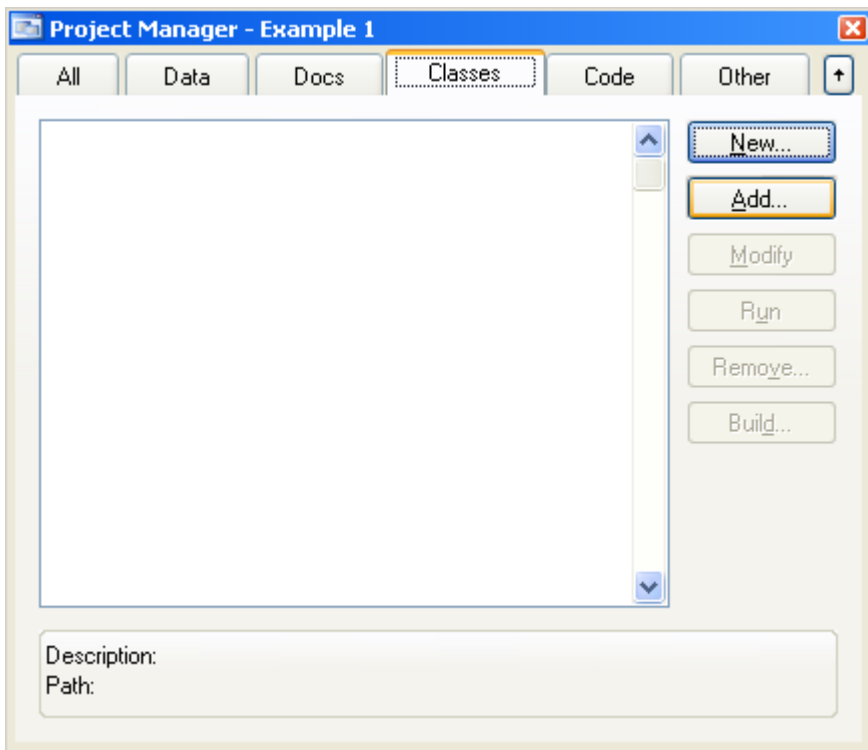 Project Manager - Example 1
All Data Docs Classes Code Other
New...
Add...
Modify
Run
Remove...
Build...
Description:
Path: